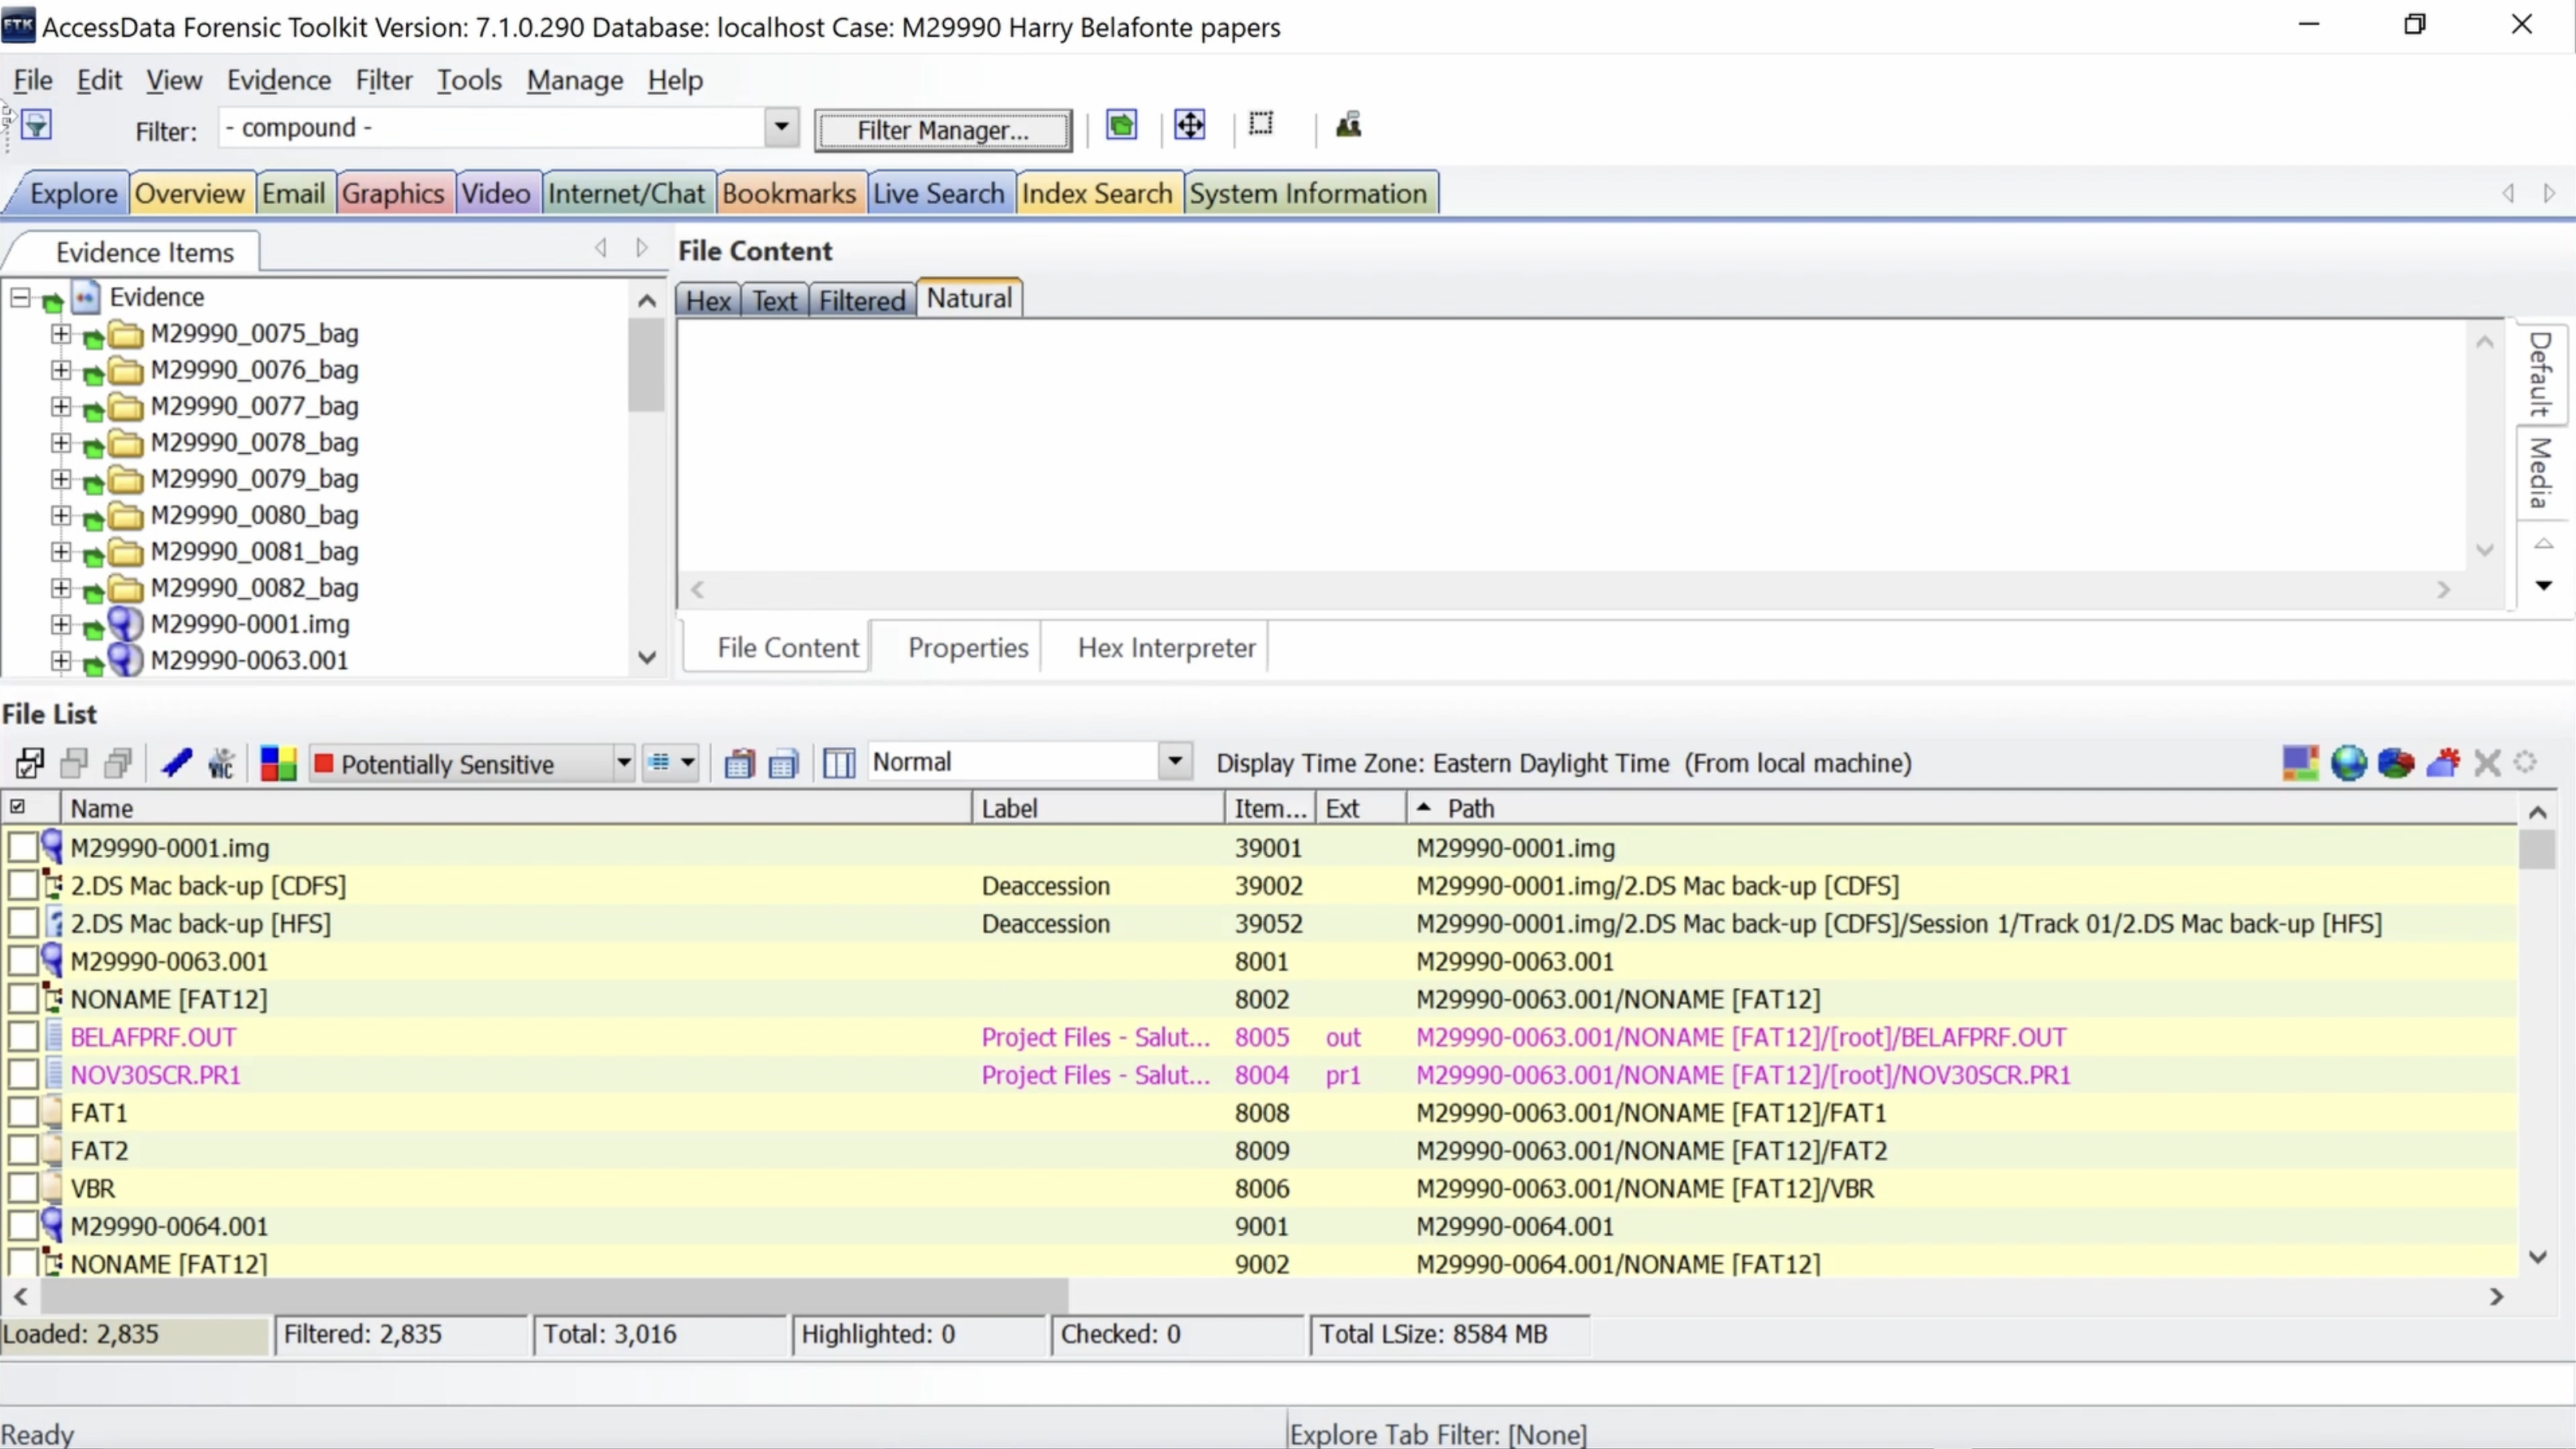 FTK AccessData Forensic Toolkit Version: 7.1.0.290 Database: localhost Case: M29990 Harry Belafonte papers
File Edit View Evidence Filter Tools Manage Help
Filter: - compound - Filter Manager...
Explore Overview Email Graphics Video Internet/Chat Bookmarks Live Search Index Search System Information
Evidence Items
Evidence
M29990_0075_bag
M29990_0076_bag
M29990_0077_bag
M29990_0078_bag
M29990_0079_bag
M29990_0080_bag
M29990_0081_bag
M29990_0082_bag
M29990-0001.img
M29990-0063.001
File Content
Hex Text Filtered Natural
Default
Media
File Content Properties Hex Interpreter
File List
VIC Potentially Sensitive Normal Display Time Zone: Eastern Daylight Time (From local machine)
Name Label Item... Ext Path
M29990-0001.img 39001 M29990-0001.img
2.DS Mac back-up [CDFS] Deaccession 39002 M29990-0001.img/2.DS Mac back-up [CDFS]
2.DS Mac back-up [HFS] Deaccession 39052 M29990-0001.img/2.DS Mac back-up [CDFS]/Session 1/Track 01/2.DS Mac back-up [HFS]
M29990-0063.001 8001 M29990-0063.001
NONAME [FAT12] 8002 M29990-0063.001/NONAME [FAT12]
BELAFPRF.OUT Project Files - Salut... 8005 out M29990-0063.001/NONAME [FAT12]/[root]/BELAFPRF.OUT
NOV30SCR.PR1 Project Files - Salut... 8004 pr1 M29990-0063.001/NONAME [FAT12]/[root]/NOV30SCR.PR1
FAT1 8008 M29990-0063.001/NONAME [FAT12]/FAT1
FAT2 8009 M29990-0063.001/NONAME [FAT12]/FAT2
VBR 8006 M29990-0063.001/NONAME [FAT12]/VBR
M29990-0064.001 9001 M29990-0064.001
NONAME [FAT12] 9002 M29990-0064.001/NONAME [FAT12]
Loaded: 2,835 Filtered: 2,835 Total: 3,016 Highlighted: 0 Checked: 0 Total LSize: 8584 MB
Ready Explore Tab Filter: [None]